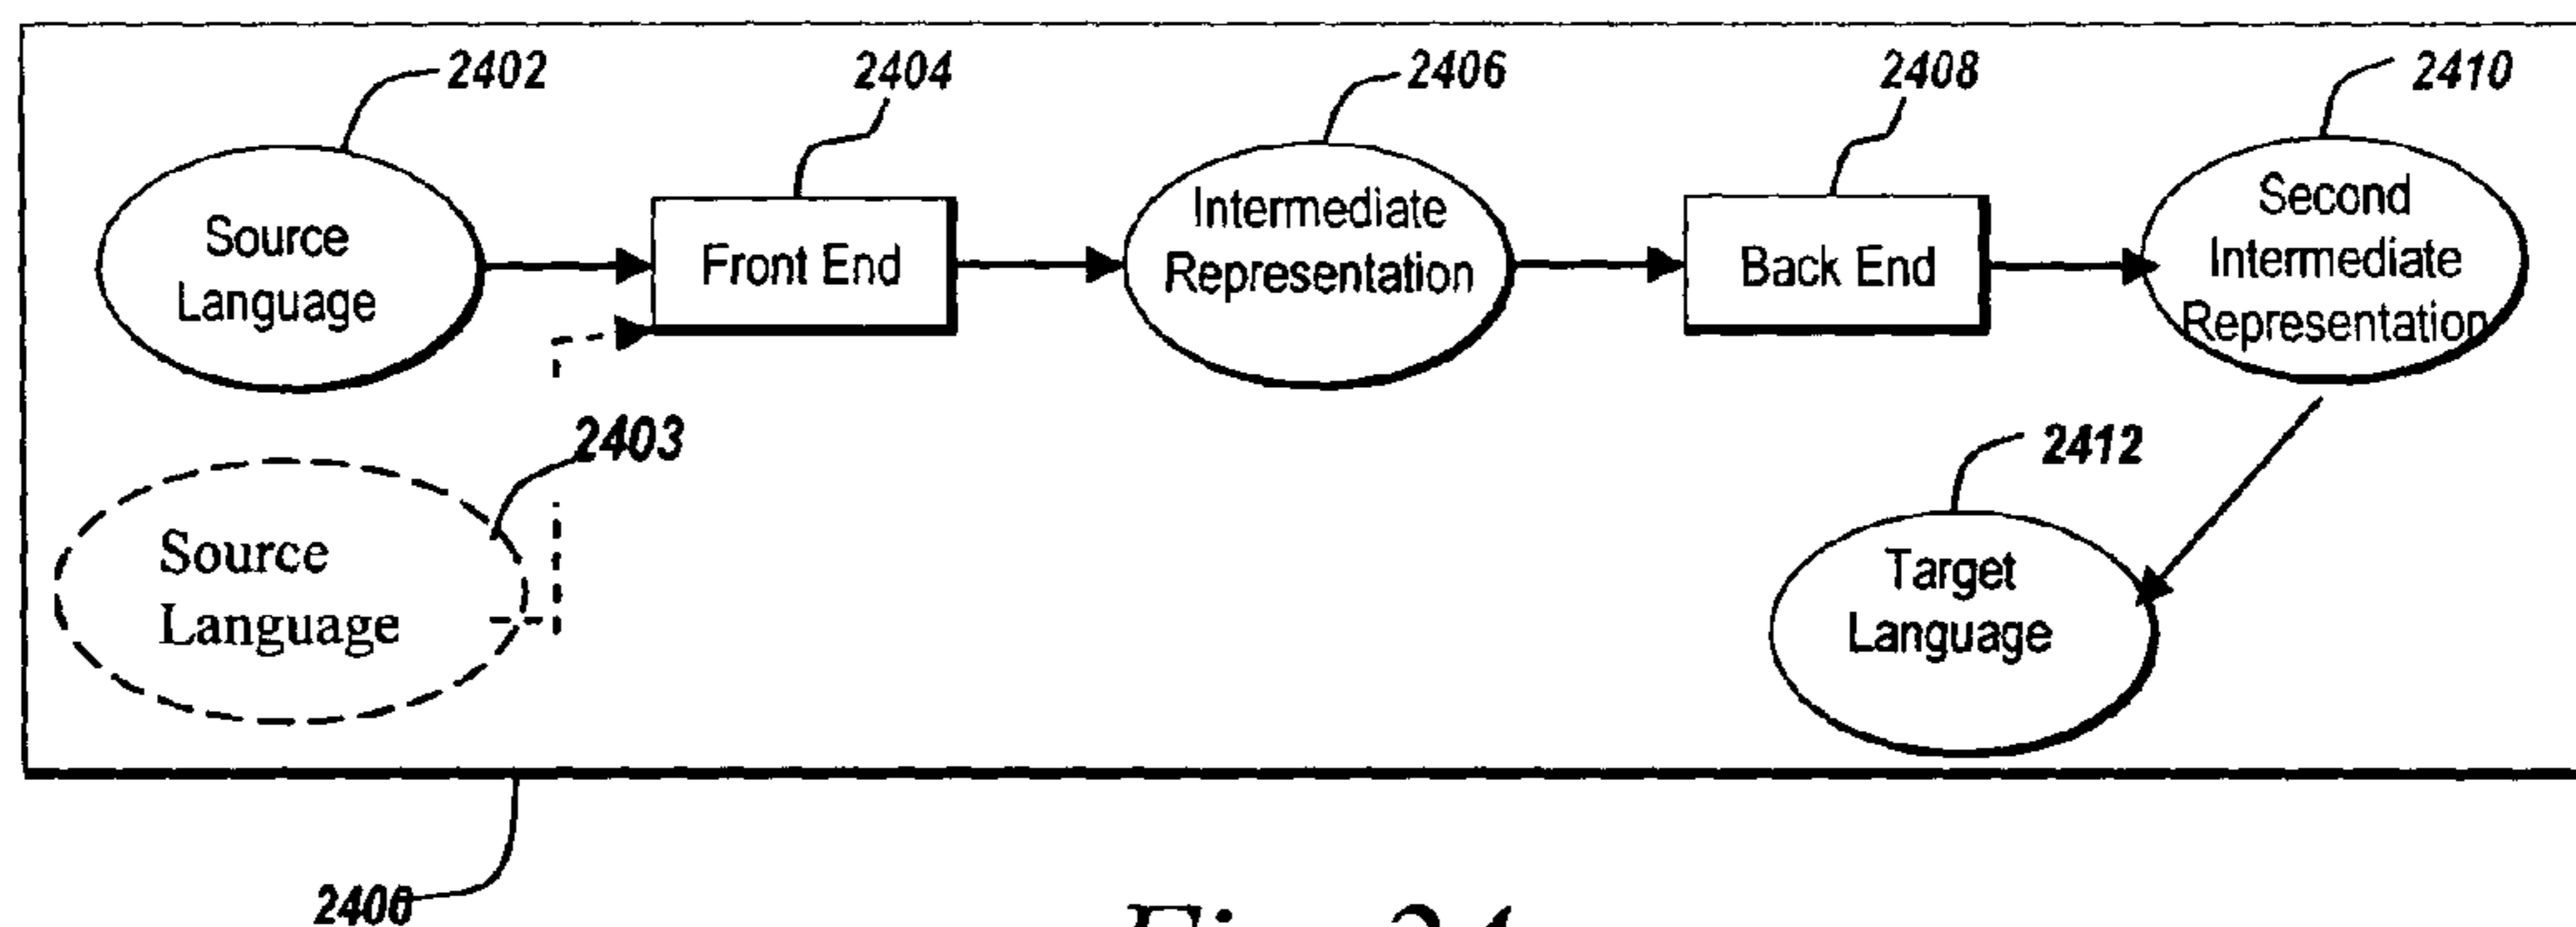 2402
2404
2406
2408
2410
Source
Language
Front End
Intermediate
Representation
Back End
Second
Intermediate
Representation
2403
2412
Source
Language
Target
Language
2400